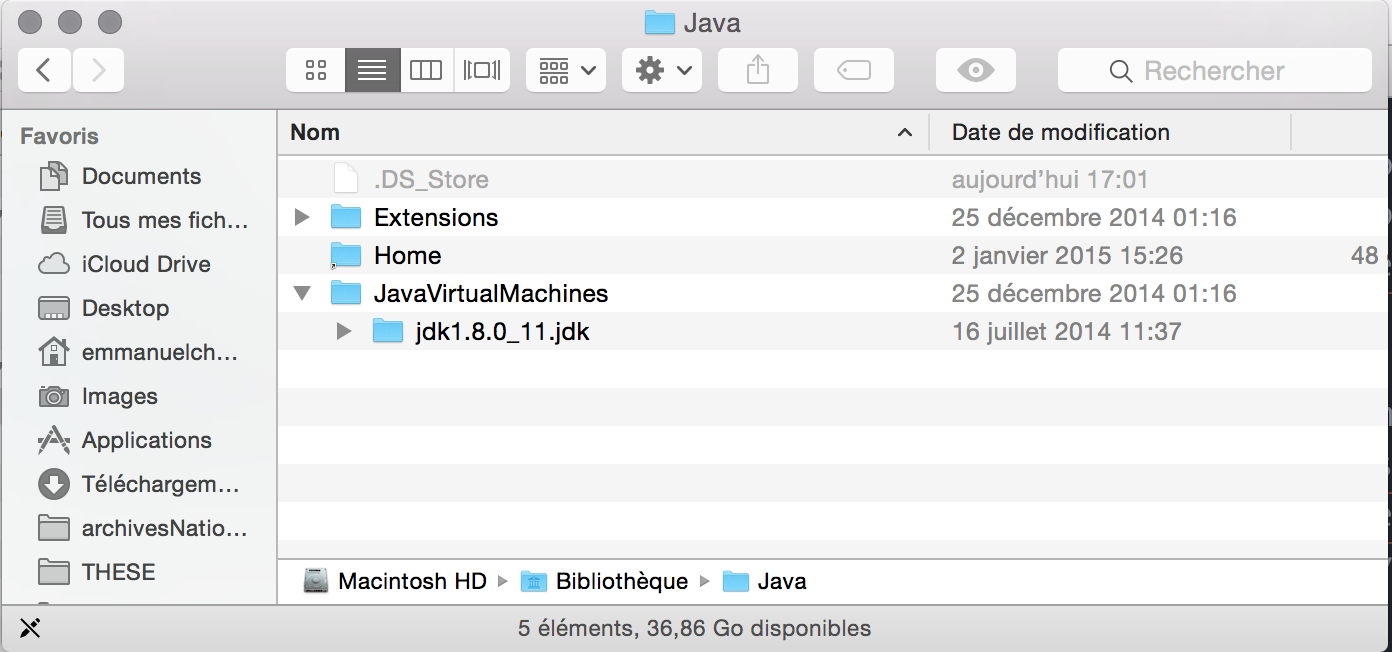 Java
Rechercher
Favoris
Documents
Tous mes fich…
iCloud Drive
Desktop
emmanuelch…
Images
Applications
Téléchargem…
archivesNatio…
THESE
Nom Date de modification
.DS_Store aujourd’hui 17:01
Extensions 25 décembre 2014 01:16
Home 2 janvier 2015 15:26 48
JavaVirtualMachines 25 décembre 2014 01:16
jdk1.8.0_11.jdk 16 juillet 2014 11:37
Macintosh HD Bibliothèque Java
5 éléments, 36,86 Go disponibles